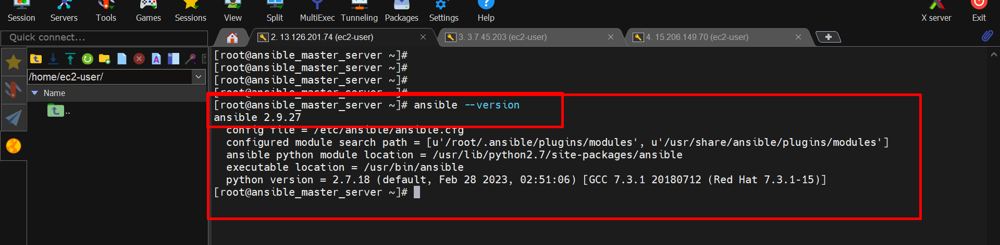 Session Servers Tools Games Sessions View Split MultiExec Tunneling Packages Settings Help X server Exit
Quick connect...
2. 13.126.201.74 (ec2-user)
3. 3.7.45.203 (ec2-user)
4. 15.206.149.70 (ec2-user)
/home/ec2-user/
Name
..
[root@ansible_master_server ~]#
[root@ansible_master_server ~]#
[root@ansible_master_server ~]#
[root@ansible_master_server ~]#
[root@ansible_master_server ~]# ansible --version
ansible 2.9.27
config file = /etc/ansible/ansible.cfg
configured module search path = [u'/root/.ansible/plugins/modules', u'/usr/share/ansible/plugins/modules']
ansible python module location = /usr/lib/python2.7/site-packages/ansible
executable location = /usr/bin/ansible
python version = 2.7.18 (default, Feb 28 2023, 02:51:06) [GCC 7.3.1 20180712 (Red Hat 7.3.1-15)]
[root@ansible_master_server ~]#